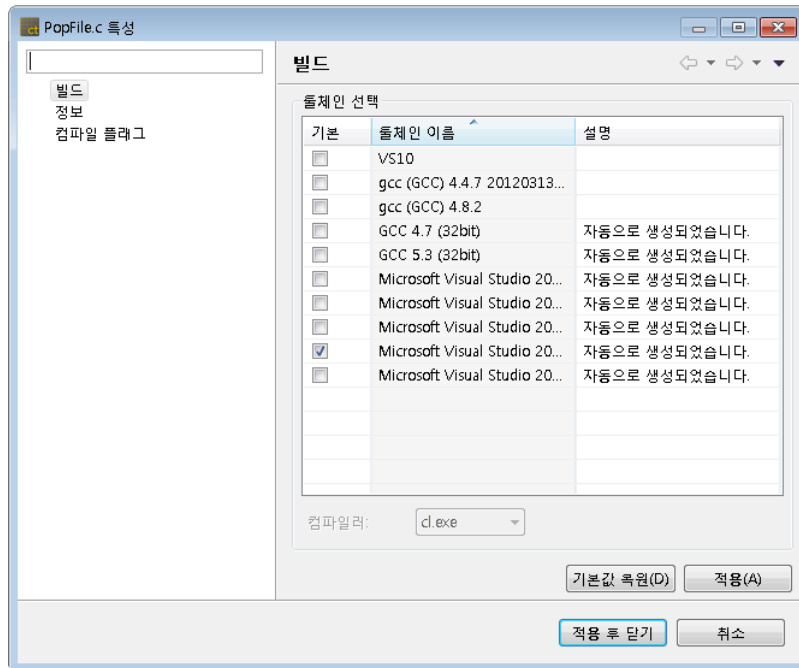 ct PopFile.c 특성
빌드
정보
컴파일 플래그
빌드
툴체인 선택
기본 툴체인 이름 설명
VS10
gcc (GCC) 4.4.7 20120313...
gcc (GCC) 4.8.2
GCC 4.7 (32bit) 자동으로 생성되었습니다.
GCC 5.3 (32bit) 자동으로 생성되었습니다.
Microsoft Visual Studio 20... 자동으로 생성되었습니다.
Microsoft Visual Studio 20... 자동으로 생성되었습니다.
Microsoft Visual Studio 20... 자동으로 생성되었습니다.
Microsoft Visual Studio 20... 자동으로 생성되었습니다.
Microsoft Visual Studio 20... 자동으로 생성되었습니다.
컴파일러: cl.exe
기본값 복원(D) 적용(A)
적용 후 닫기 취소